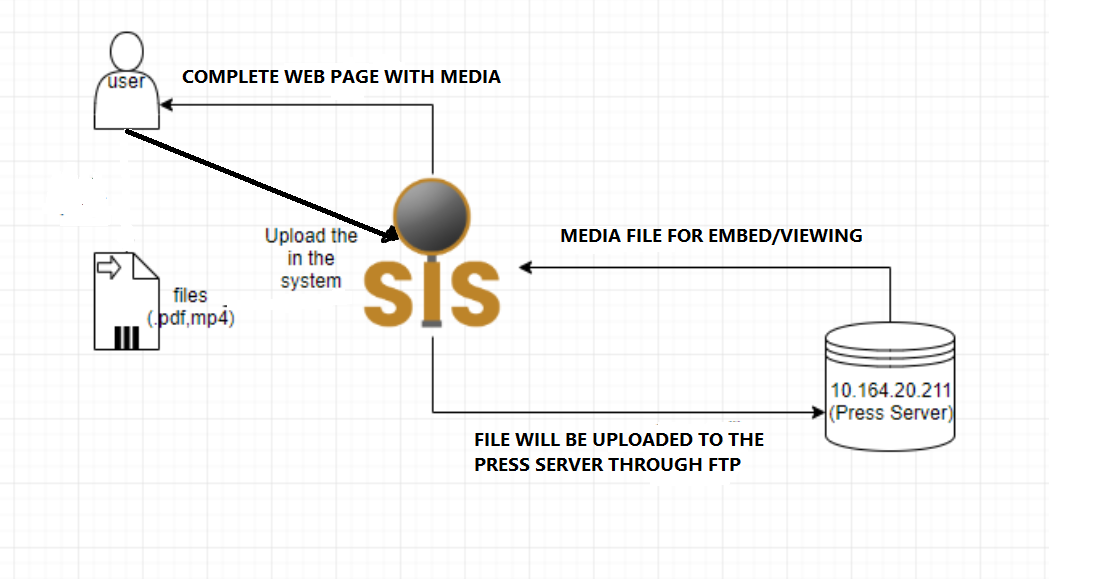 user
COMPLETE WEB PAGE WITH MEDIA
Upload the
in the
system
SIS
MEDIA FILE FOR EMBED/VIEWING
files
(.pdf,mp4)
10.164.20.211
(Press Server)
FILE WILL BE UPLOADED TO THE
PRESS SERVER THROUGH FTP